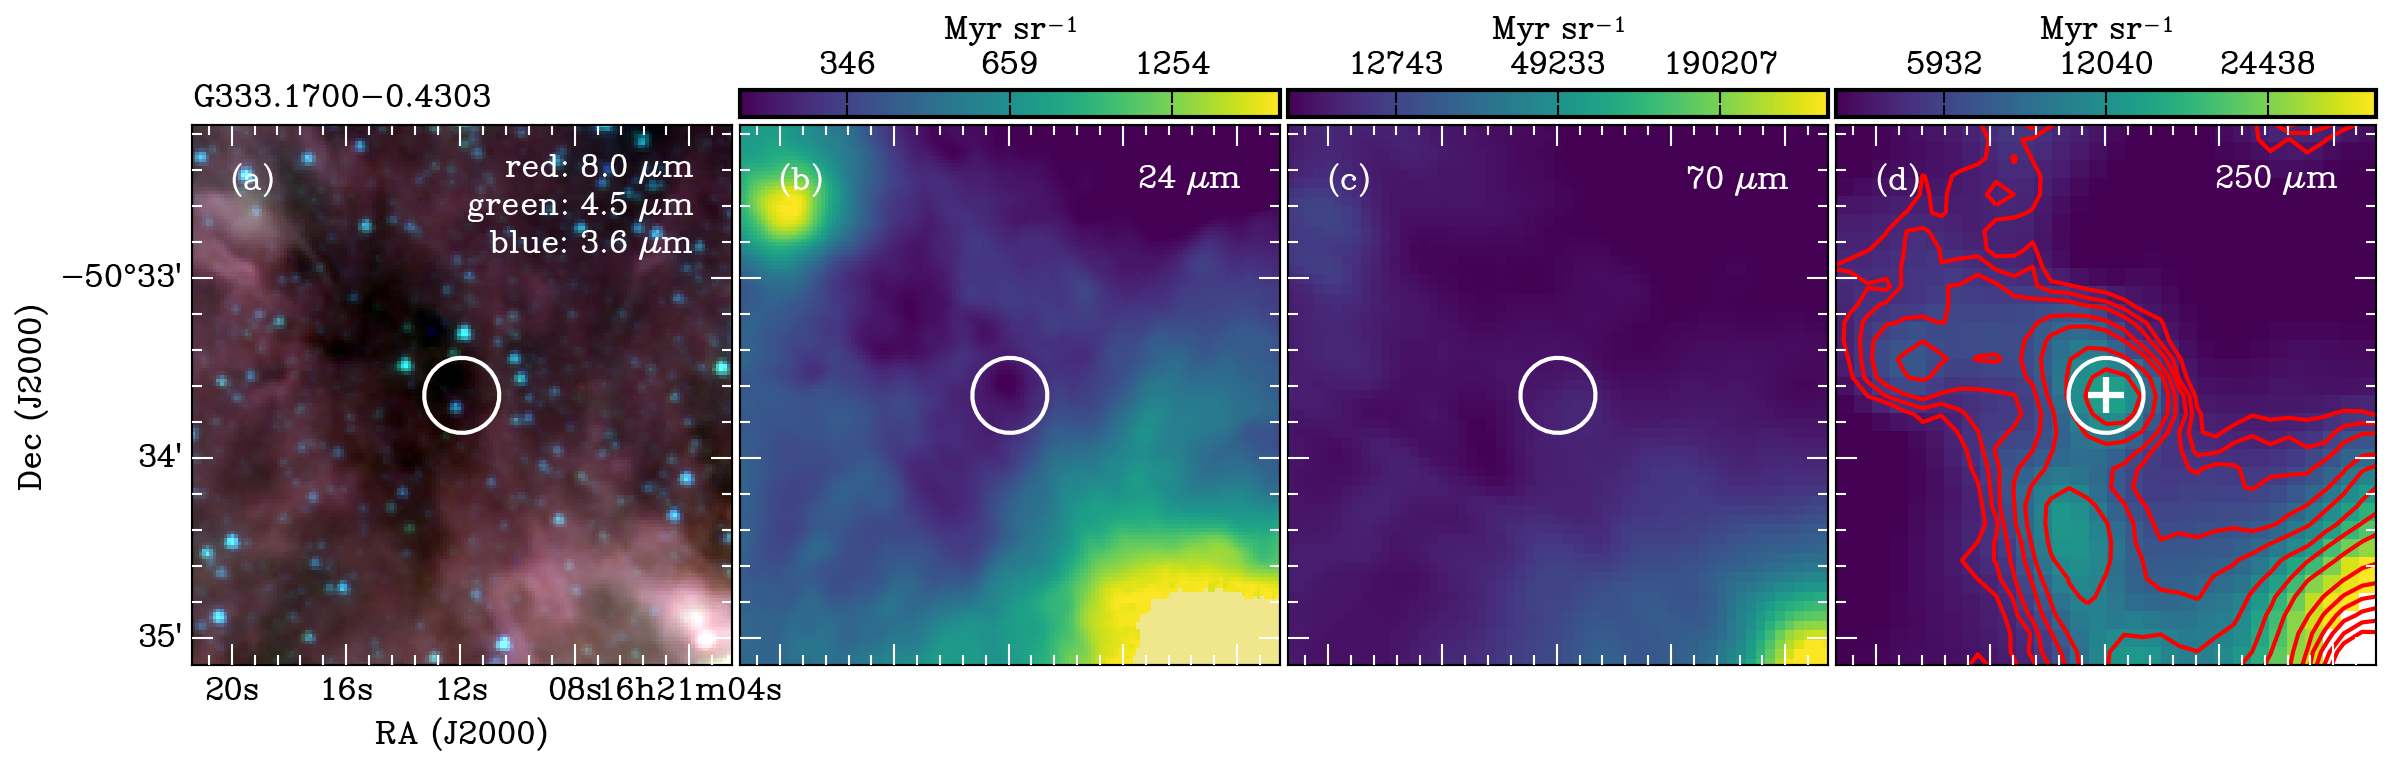 Myr sr⁻¹ Myr sr⁻¹ Myr sr⁻¹
346 659 1254 12743 49233 190207 5932 12040 24438
G333.1700−0.4303
(a) red: 8.0 μm
green: 4.5 μm
blue: 3.6 μm
(b) 24 μm
(c) 70 μm
(d) 250 μm
−50°33'
34'
35'
Dec (J2000)
20s 16s 12s 08s 16h21m04s
RA (J2000)